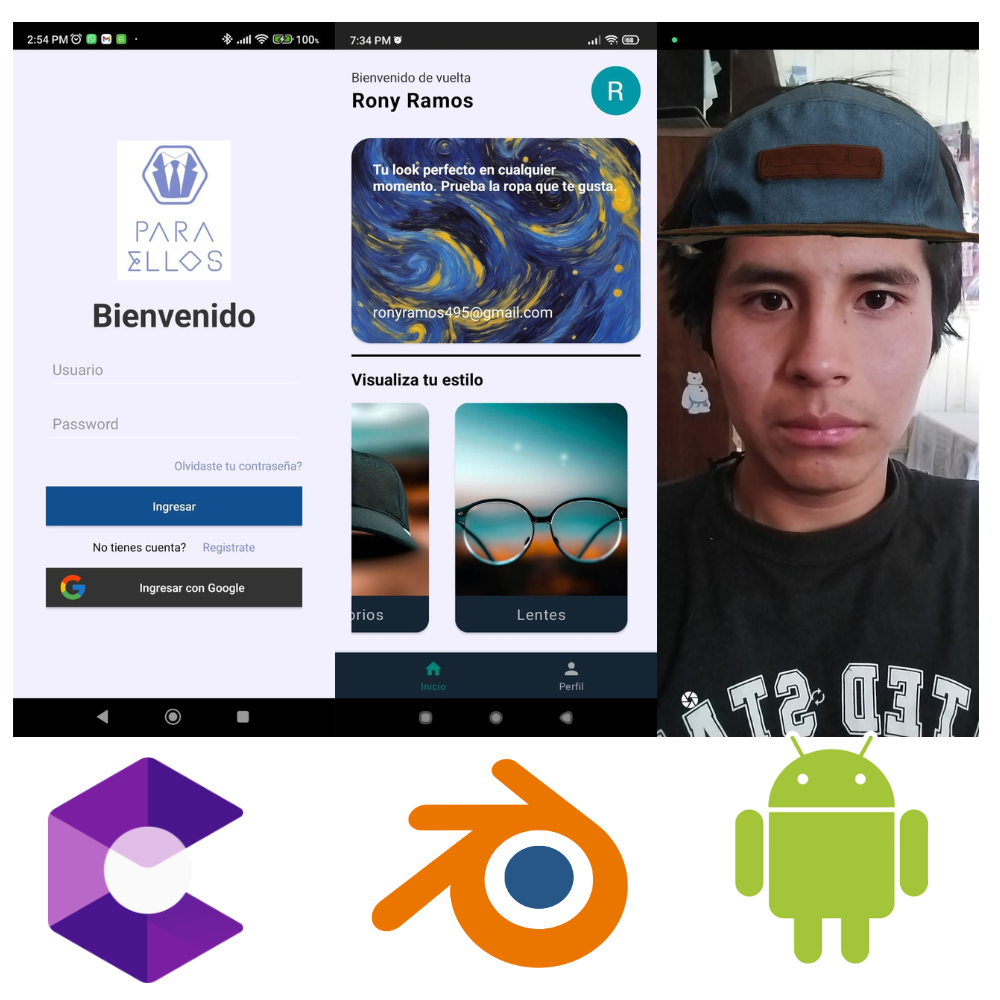 2:54 PM
100%
PARA
ELLOS
Bienvenido
Usuario
Password
Olvidaste tu contraseña?
Ingresar
No tienes cuenta? Registrate
Ingresar con Google
7:34 PM
Bienvenido de vuelta
Rony Ramos
R
Tu look perfecto en cualquier
momento. Prueba la ropa que te gusta.
ronyramos495@gmail.com
Visualiza tu estilo
orios
Lentes
Inicio
Perfil
TED STA